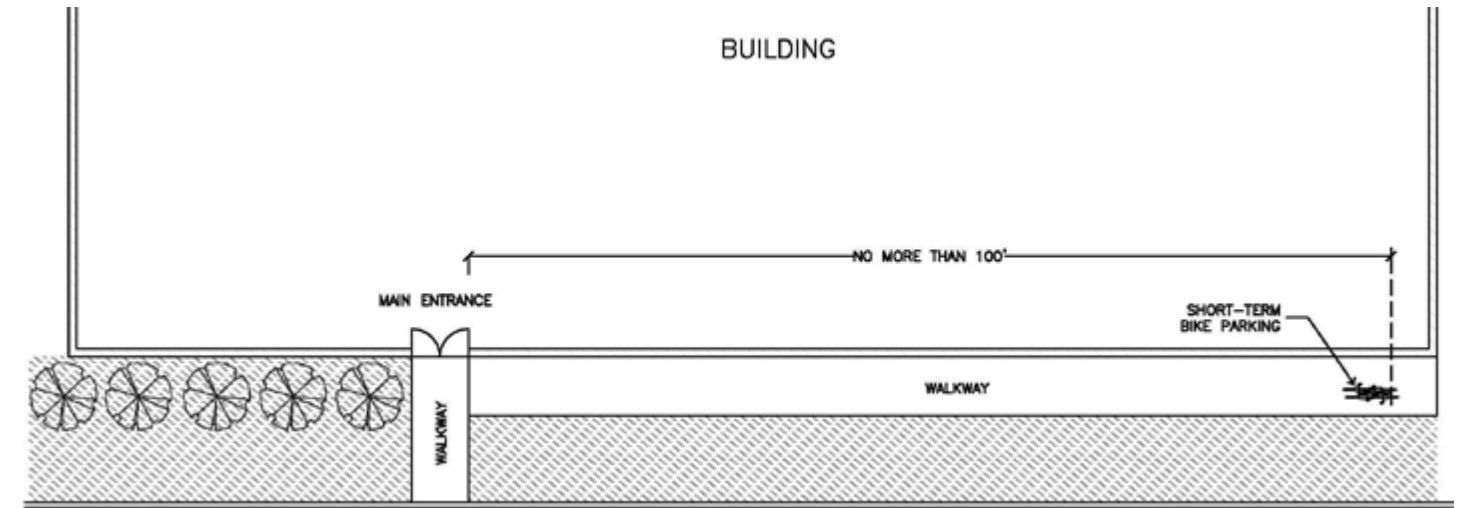 BUILDING
NO MORE THAN 100'
MAIN ENTRANCE
SHORT-TERM
BIKE PARKING
WALKWAY
WALKWAY